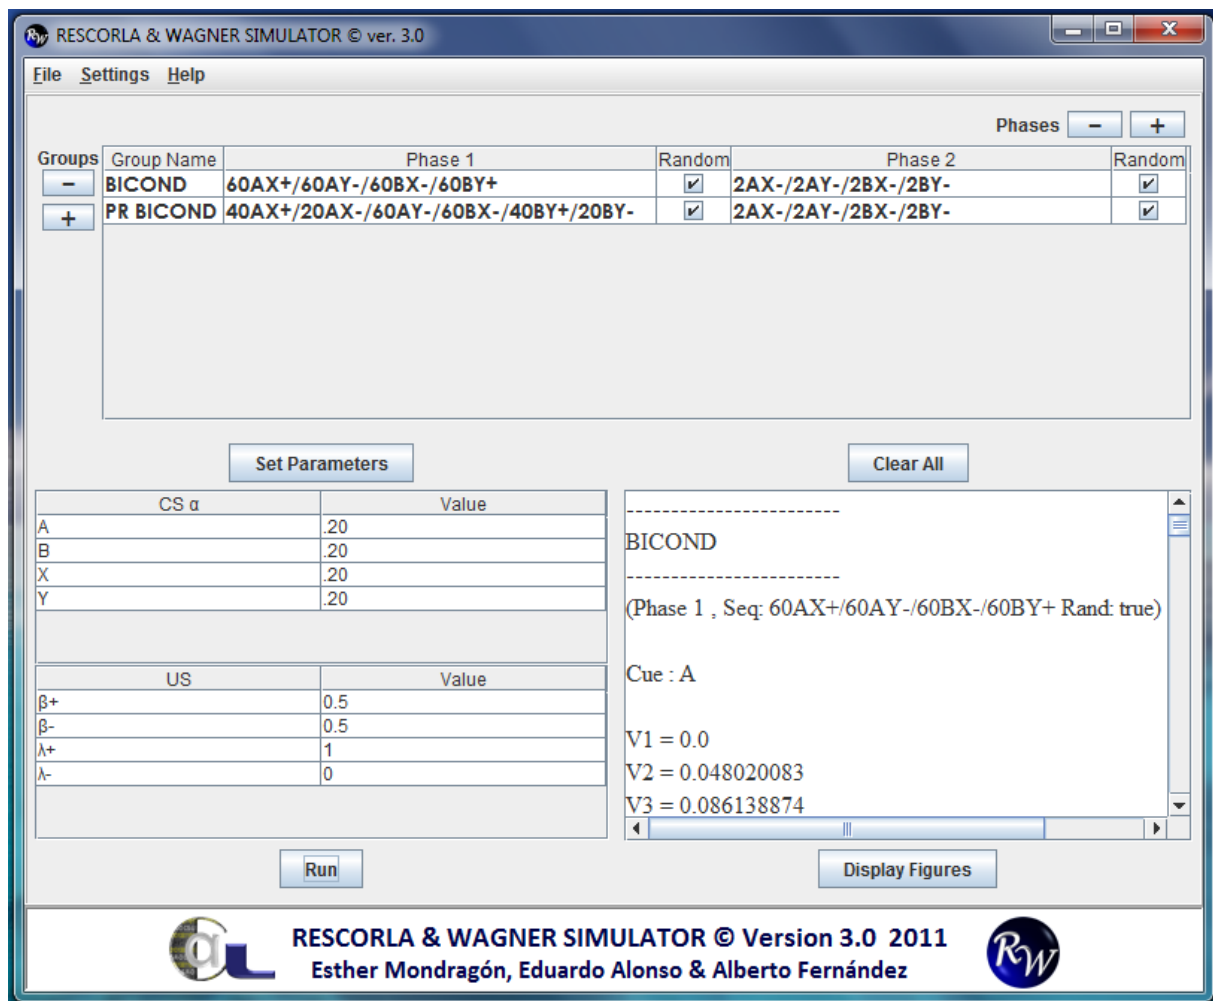 RESCORLA & WAGNER SIMULATOR © ver. 3.0
File Settings Help
Phases - +
Groups Group Name Phase 1 Random Phase 2 Random
- BICOND 60AX+/60AY-/60BX-/60BY+ 2AX-/2AY-/2BX-/2BY-
+ PR BICOND 40AX+/20AX-/60AY-/60BX-/40BY+/20BY- 2AX-/2AY-/2BX-/2BY-
Set Parameters Clear All
CS α Value
A .20
B .20
X .20
Y .20
US Value
β+ 0.5
β- 0.5
λ+ 1
λ- 0
------------------------
BICOND
------------------------
(Phase 1 , Seq: 60AX+/60AY-/60BX-/60BY+ Rand: true)
Cue : A
V1 = 0.0
V2 = 0.048020083
V3 = 0.086138874
Run Display Figures
RESCORLA & WAGNER SIMULATOR © Version 3.0 2011
Esther Mondragón, Eduardo Alonso & Alberto Fernández
RW